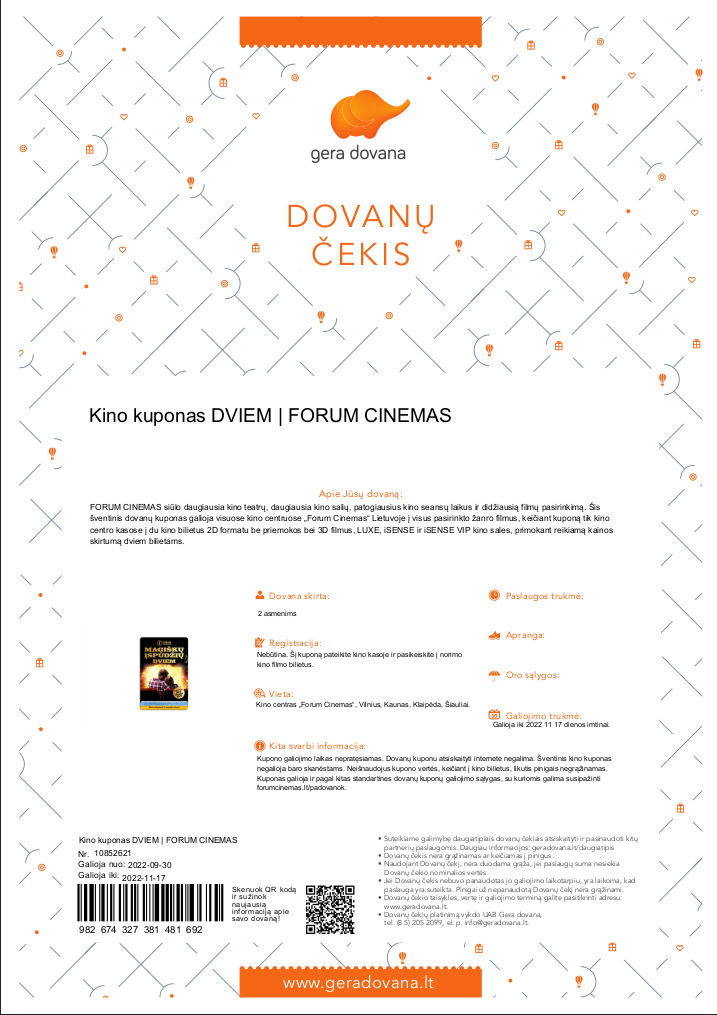 gera dovana
DOVANŲ
ČEKIS
Kino kuponas DVIEM | FORUM CINEMAS
Apie Jūsų dovaną:
FORUM CINEMAS siūlo daugiausia kino teatrų, daugiausia kino salių, patogiausius kino seansų laikus ir didžiausią filmų pasirinkimą. Šis
šventinis dovanų kuponas galioja visuose kino centruose „Forum Cinemas“ Lietuvoje į visus pasirinkto žanro filmus, keičiant kuponą tik kino
centro kasose į du kino bilietus 2D formatu be priemokos bei 3D filmus, LUXE, iSENSE ir iSENSE VIP kino sales, primokant reikiamą kainos
skirtumą dviem bilietams.
Dovana skirta:
2 asmenims
Registracija:
Nebūtina. Šį kuponą pateikite kino kasoje ir pasikeiskite į norimo
kino filmo bilietus.
Vieta:
Kino centras „Forum Cinemas“, Vilnius, Kaunas, Klaipėda, Šiauliai.
Paslaugos trukmė:
Apranga:
Oro sąlygos:
Galiojimo trukmė:
Galioja iki 2022 11 17 dienos imtinai.
MAGIŠKŲ
ĮSPŪDŽIŲ
DVIEM
Kita svarbi informacija:
Kupono galiojimo laikas nepratęsiamas. Dovanų kuponu atsiskaityti internete negalima. Šventinis kino kuponas
negalioja baro skanėstams. Neišnaudojus kupono vertės, keičiant į kino bilietus, likutis pinigais negrąžinamas.
Kuponas galioja ir pagal kitas standartines dovanų kuponų galiojimo sąlygas, su kuriomis galima susipažinti
forumcinemas.lt/padovanok.
Kino kuponas DVIEM | FORUM CINEMAS
Nr. 10852621
Galioja nuo: 2022-09-30
Galioja iki: 2022-11-17
982 674 327 381 481 692
Skenuok QR kodą
ir sužinok
naujausią
informaciją apie
savo dovaną!
• Suteikiame galimybę daugiatipiais dovanų čekiais atsiskaityti ir pasinaudoti kitų
partnerių paslaugomis. Daugiau informacijos: geradovana.lt/daugiatipis
• Dovanų čekis nėra grąžinamas ar keičiamas į pinigus.
• Naudojant Dovanų čekį, nėra duodama grąža, jei paslaugų suma nesiekia
Dovanų čekio nominalios vertės.
• Jei Dovanų čekis nebuvo panaudotas jo galiojimo laikotarpiu, yra laikoma, kad
paslauga yra suteikta. Pinigai už nepanaudotą Dovanų čekį nėra grąžinami.
• Dovanų čekio taisykles, vertę ir galiojimo terminą galite pasitikrinti adresu:
www.geradovana.lt.
• Dovanų čekių platinimą vykdo UAB Gera dovana,
tel. (8 5) 205 2099, el. p. info@geradovana.lt.
www.geradovana.lt